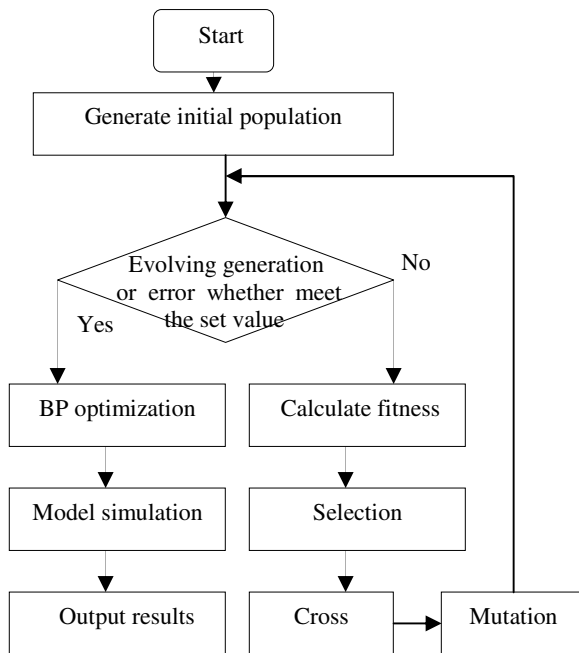 Start
Generate initial population
Evolving generation
or error whether meet
the set value
No
Yes
BP optimization
Calculate fitness
Model simulation
Selection
Output results
Cross
Mutation